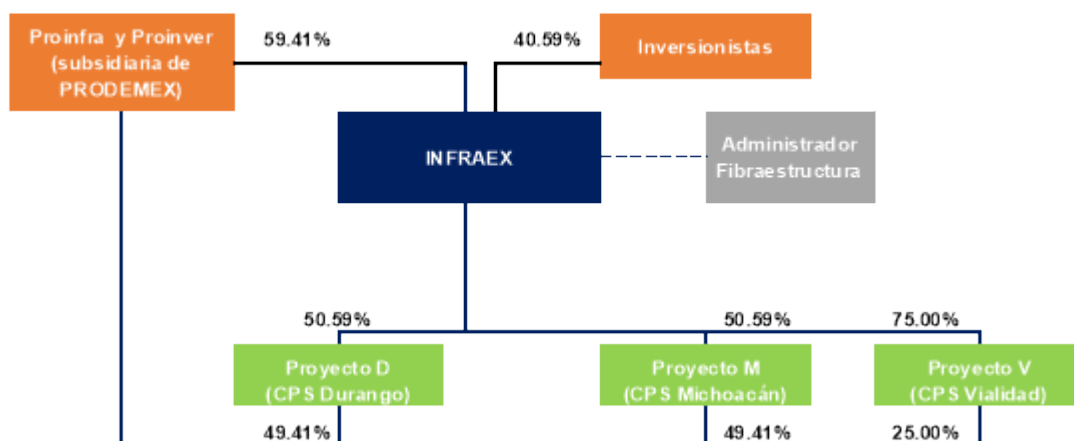 Proinfra y Proinver
(subsidiaria de
PRODEMEX)
59.41%
40.59%
Inversionistas
INFRAEX
Administrador
Fibraestructura
50.59%
50.59%
75.00%
Proyecto D
(CPS Durango)
Proyecto M
(CPS Michoacán)
Proyecto V
(CPS Vialidad)
49.41%
49.41%
25.00%